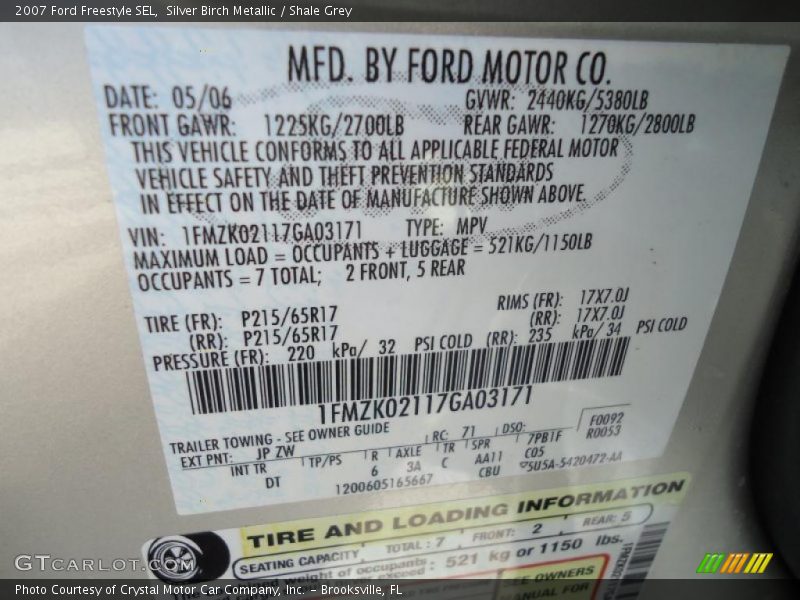 2007 Ford Freestyle SEL, Silver Birch Metallic / Shale Grey
MFD. BY FORD MOTOR CO.
DATE: 05/06 GVWR: 2440KG/5380LB
FRONT GAWR: 1225KG/2700LB REAR GAWR: 1270KG/2800LB
THIS VEHICLE CONFORMS TO ALL APPLICABLE FEDERAL MOTOR
VEHICLE SAFETY AND THEFT PREVENTION STANDARDS
IN EFFECT ON THE DATE OF MANUFACTURE SHOWN ABOVE.
VIN: 1FMZK02117GA03171 TYPE: MPV
MAXIMUM LOAD = OCCUPANTS + LUGGAGE = 521KG/1150LB
OCCUPANTS = 7 TOTAL; 2 FRONT, 5 REAR
TIRE (FR): P215/65R17 RIMS (FR): 17X7.0J
(RR): P215/65R17 (RR): 17X7.0J
PRESSURE (FR): 220 kPa/ 32 PSI COLD (RR): 235 kPa/ 34 PSI COLD
1FMZK02117GA03171
TRAILER TOWING - SEE OWNER GUIDE RC: 71 DSO: F0092
EXT PNT: JP ZW R0053
INT TR TP/PS R AXLE TR SPR 7PB1F
DT 6 3A C AA11 C05
1200605165667 CBU 5U5A-5420472-AA
TIRE AND LOADING INFORMATION
SEATING CAPACITY TOTAL: 7 FRONT: 2 REAR: 5
weight of occupants 521 kg or 1150 lbs.
SEE OWNERS
MANUAL FOR
GTCARLOT.COM
Photo Courtesy of Crystal Motor Car Company, Inc. - Brooksville, FL